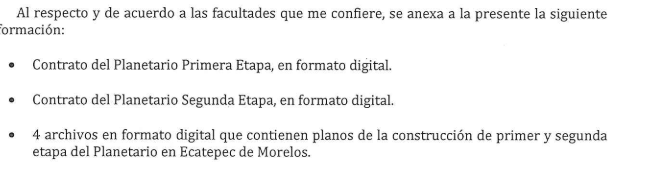 Al respecto y de acuerdo a las facultades que me confiere, se anexa a la presente la siguiente
formación:
• Contrato del Planetario Primera Etapa, en formato digital.
• Contrato del Planetario Segunda Etapa, en formato digital.
• 4 archivos en formato digital que contienen planos de la construcción de primer y segunda
etapa del Planetario en Ecatepec de Morelos.